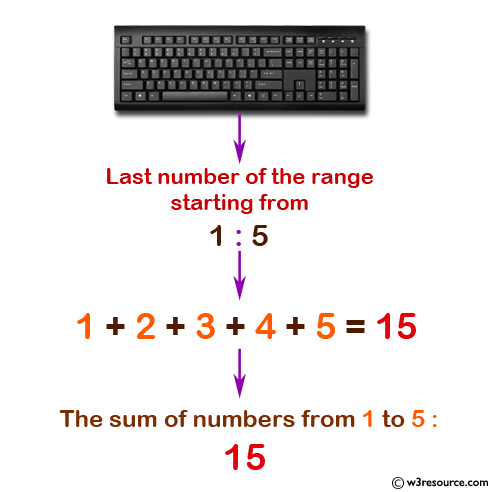 Last number of the range
starting from
1 : 5
1 + 2 + 3 + 4 + 5 = 15
The sum of numbers from 1 to 5 :
15
© w3resource.com